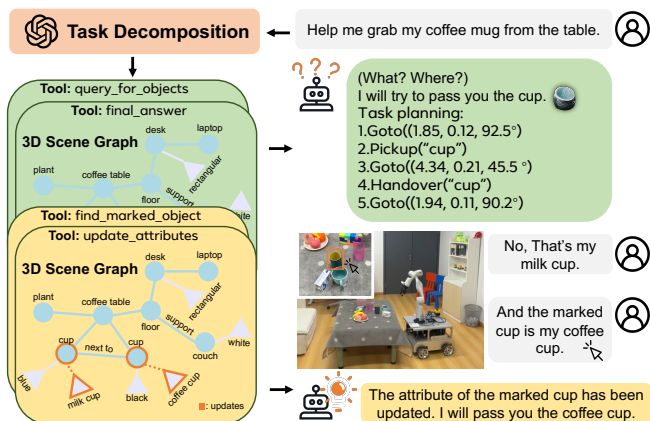 Task Decomposition
Help me grab my coffee mug from the table.
Tool: query_for_objects
Tool: final_answer
3D Scene Graph
desk
laptop
plant
coffee table
rectangular
floor
support
white
? ? ?
(What? Where?)
I will try to pass you the cup.
Task planning:
1.Goto((1.85, 0.12, 92.5°)
2.Pickup("cup")
3.Goto((4.34, 0.21, 45.5 °)
4.Handover("cup")
5.Goto((1.94, 0.11, 90.2°)
Tool: find_marked_object
Tool: update_attributes
3D Scene Graph
desk
laptop
plant
coffee table
rectangular
floor
support
white
cup
next to
cup
couch
blue
milk cup
black
coffee cup
: updates
No, That's my
milk cup.
And the marked
cup is my coffee
cup.
The attribute of the marked cup has been
updated. I will pass you the coffee cup.